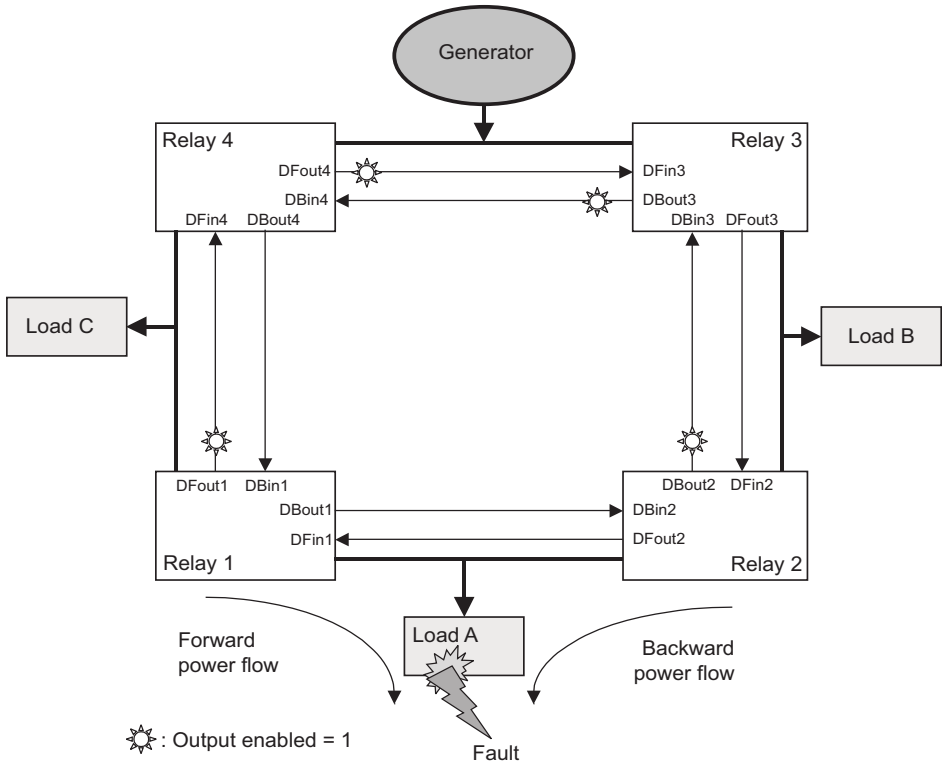 Generator
Relay 4
Relay 3
DFout4
DFin3
DBin4
DBout3
DFin4 DBout4
DBin3 DFout3
Load C
Load B
DFout1 DBin1
DBout2 DFin2
DBout1
DBin2
DFin1
DFout2
Relay 1
Relay 2
Load A
Forward
power flow
Backward
power flow
: Output enabled = 1
Fault